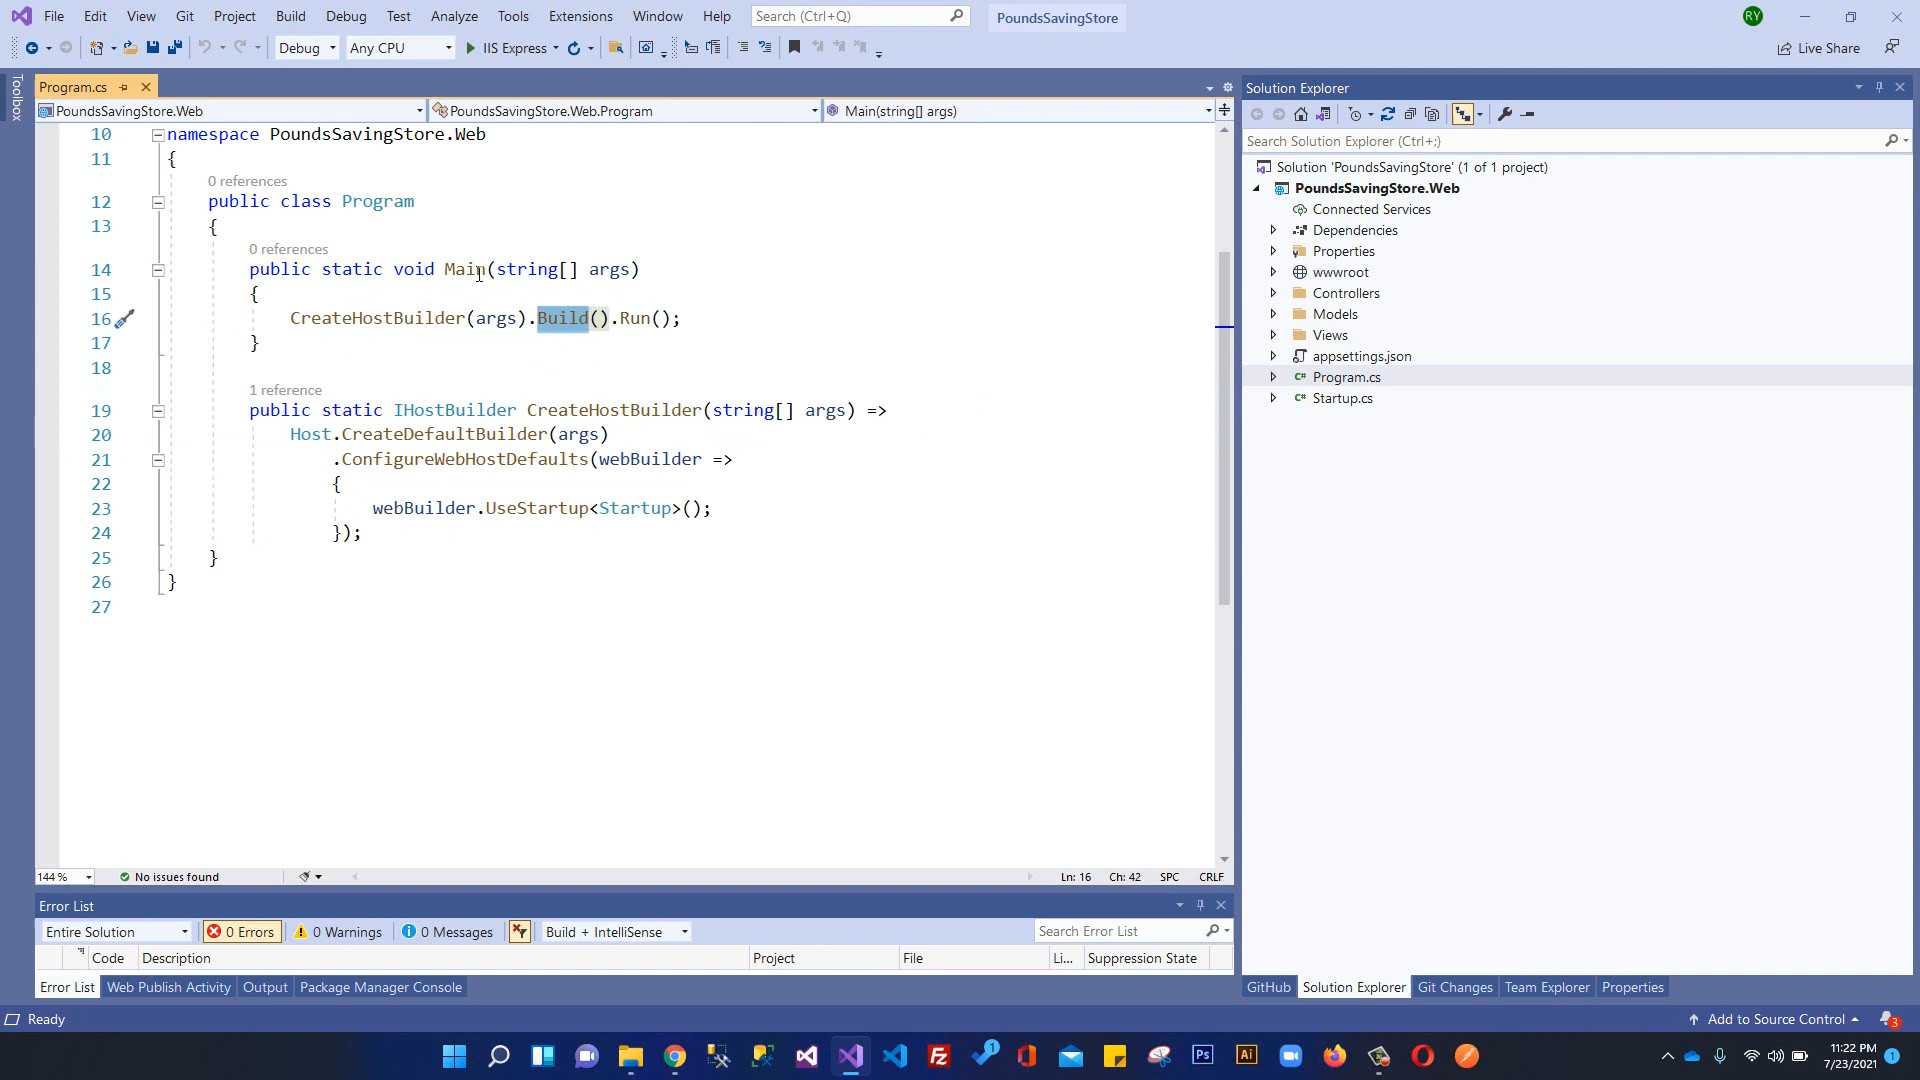 File Edit View Git Project Build Debug Test Analyze Tools Extensions Window Help Search (Ctrl+Q) PoundsSavingStore RY
Debug Any CPU IIS Express Live Share
Toolbox
Program.cs
PoundsSavingStore.Web PoundsSavingStore.Web.Program Main(string[] args)
10 namespace PoundsSavingStore.Web
11 {
0 references
12 public class Program
13 {
0 references
14 public static void Main(string[] args)
15 {
16 CreateHostBuilder(args).Build().Run();
17 }
18
1 reference
19 public static IHostBuilder CreateHostBuilder(string[] args) =>
20 Host.CreateDefaultBuilder(args)
21 .ConfigureWebHostDefaults(webBuilder =>
22 {
23 webBuilder.UseStartup<Startup>();
24 });
25 }
26 }
27
144 % No issues found Ln: 16 Ch: 42 SPC CRLF
Error List
Entire Solution 0 Errors 0 Warnings 0 Messages Build + IntelliSense Search Error List
Code Description Project File Li... Suppression State
Error List Web Publish Activity Output Package Manager Console
Solution Explorer
Search Solution Explorer (Ctrl+;)
Solution 'PoundsSavingStore' (1 of 1 project)
PoundsSavingStore.Web
Connected Services
Dependencies
Properties
wwwroot
Controllers
Models
Views
appsettings.json
C# Program.cs
C# Startup.cs
GitHub Solution Explorer Git Changes Team Explorer Properties
Ready Add to Source Control 3
1 Ps Ai 11:22 PM
7/23/2021 1